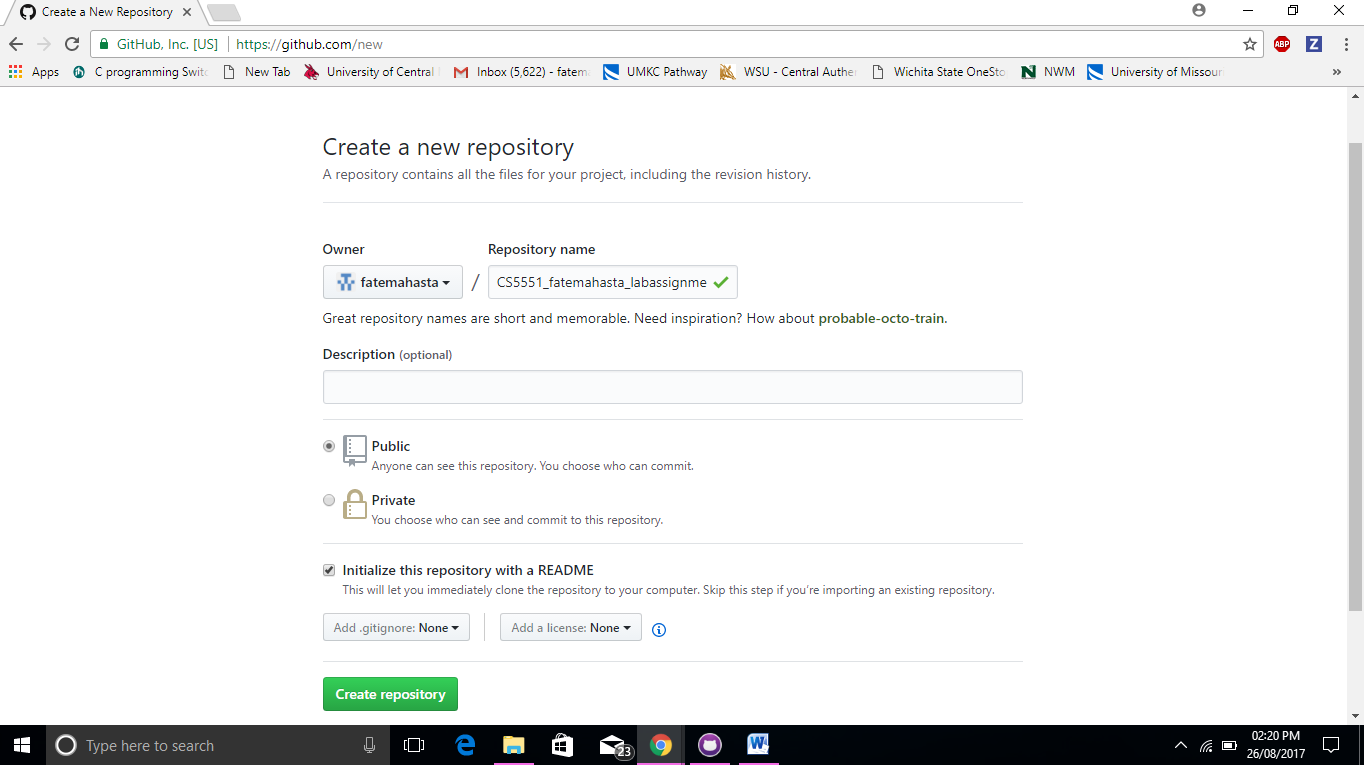 Create a New Repository
GitHub, Inc. [US] https://github.com/new
ABP
Z
Apps C programming Swit New Tab University of Central Inbox (5,622) - fatem UMKC Pathway WSU - Central Auther Wichita State OneSto NWM University of Missour »
Create a new repository
A repository contains all the files for your project, including the revision history.
Owner Repository name
fatemahasta / CS5551_fatemahasta_labassignme
Great repository names are short and memorable. Need inspiration? How about probable-octo-train.
Description (optional)
Public
Anyone can see this repository. You choose who can commit.
Private
You choose who can see and commit to this repository.
Initialize this repository with a README
This will let you immediately clone the repository to your computer. Skip this step if you're importing an existing repository.
Add .gitignore: None Add a license: None
Create repository
Type here to search
23
02:20 PM
26/08/2017